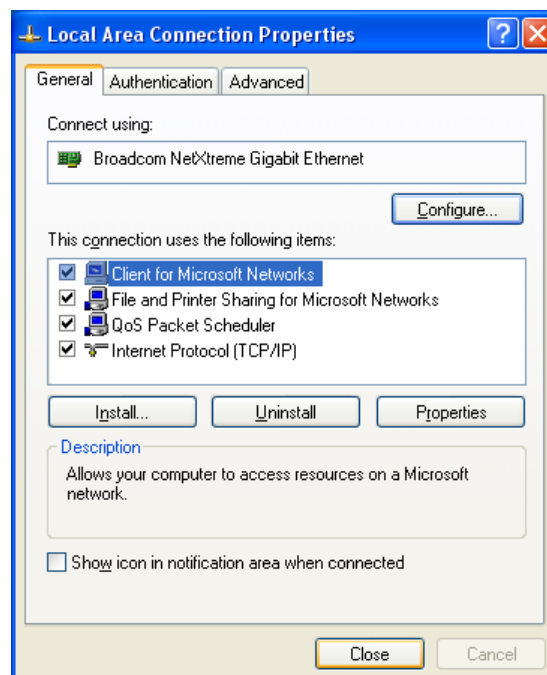 Local Area Connection Properties
General Authentication Advanced
Connect using:
Broadcom NetXtreme Gigabit Ethernet
Configure...
This connection uses the following items:
Client for Microsoft Networks
File and Printer Sharing for Microsoft Networks
QoS Packet Scheduler
Internet Protocol (TCP/IP)
Install... Uninstall Properties
Description
Allows your computer to access resources on a Microsoft
network.
Show icon in notification area when connected
Close Cancel